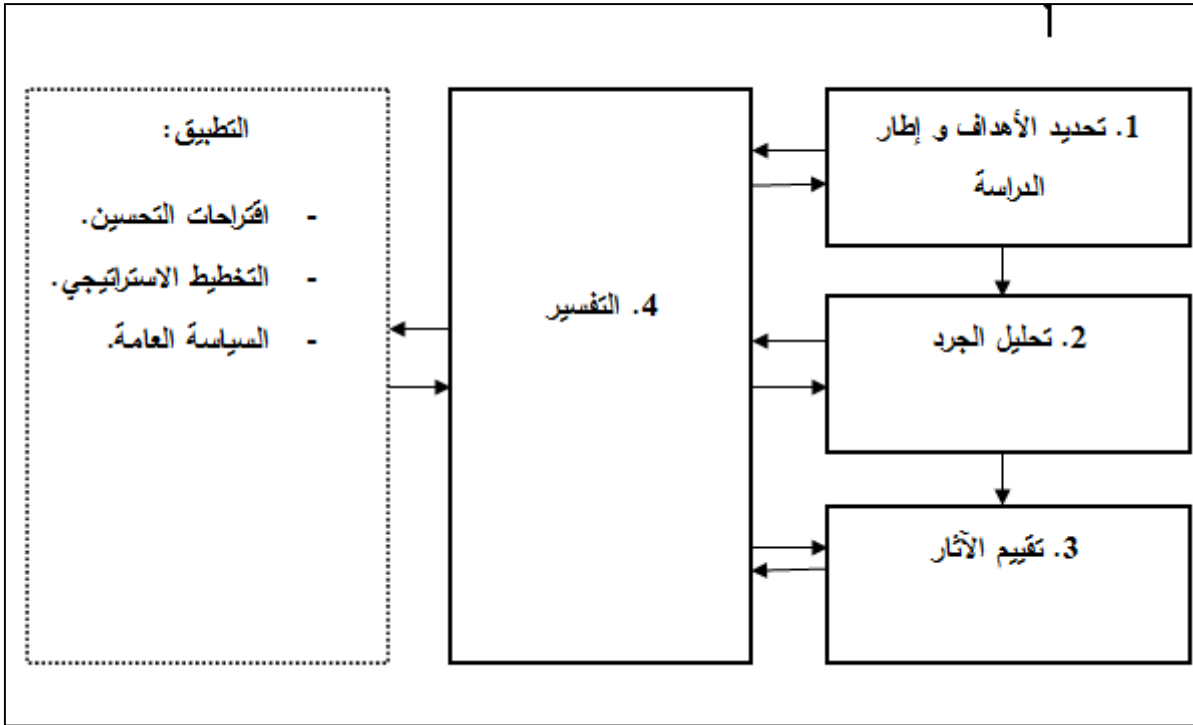 1. تحديد الأهداف و إطار
الدراسة
2. تحليل الجرد
3. تقييم الآثار
4. التفسير
التطبيق:
- اقتراحات التحسين.
- التخطيط الاستراتيجي.
- السياسة العامة.